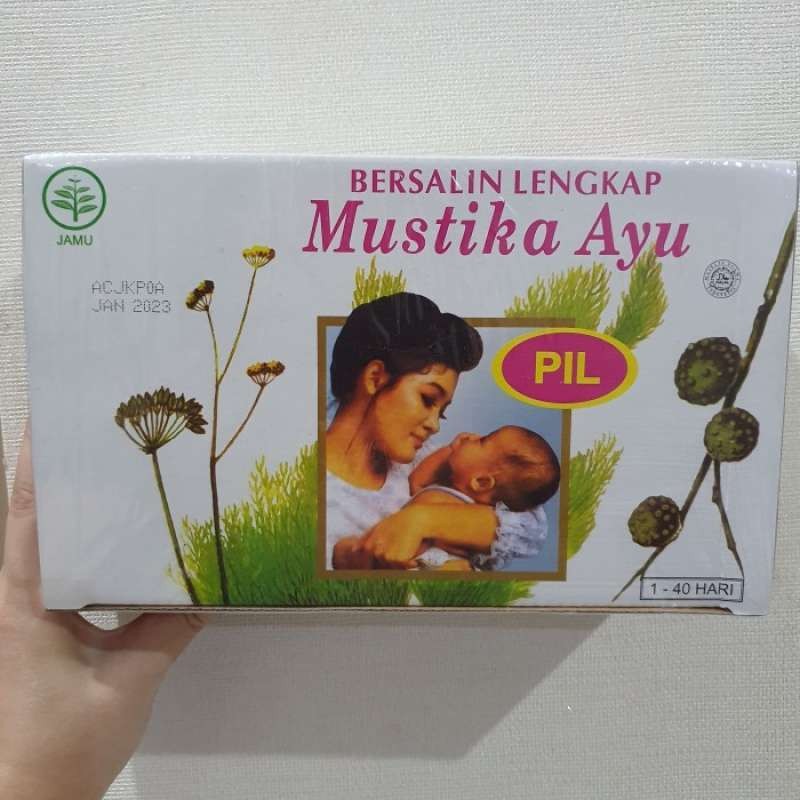 BERSALIN LENGKAP
Mustika Ayu
JAMU
ACJKP0A
JAN 2023
PIL
1 - 40 HARI